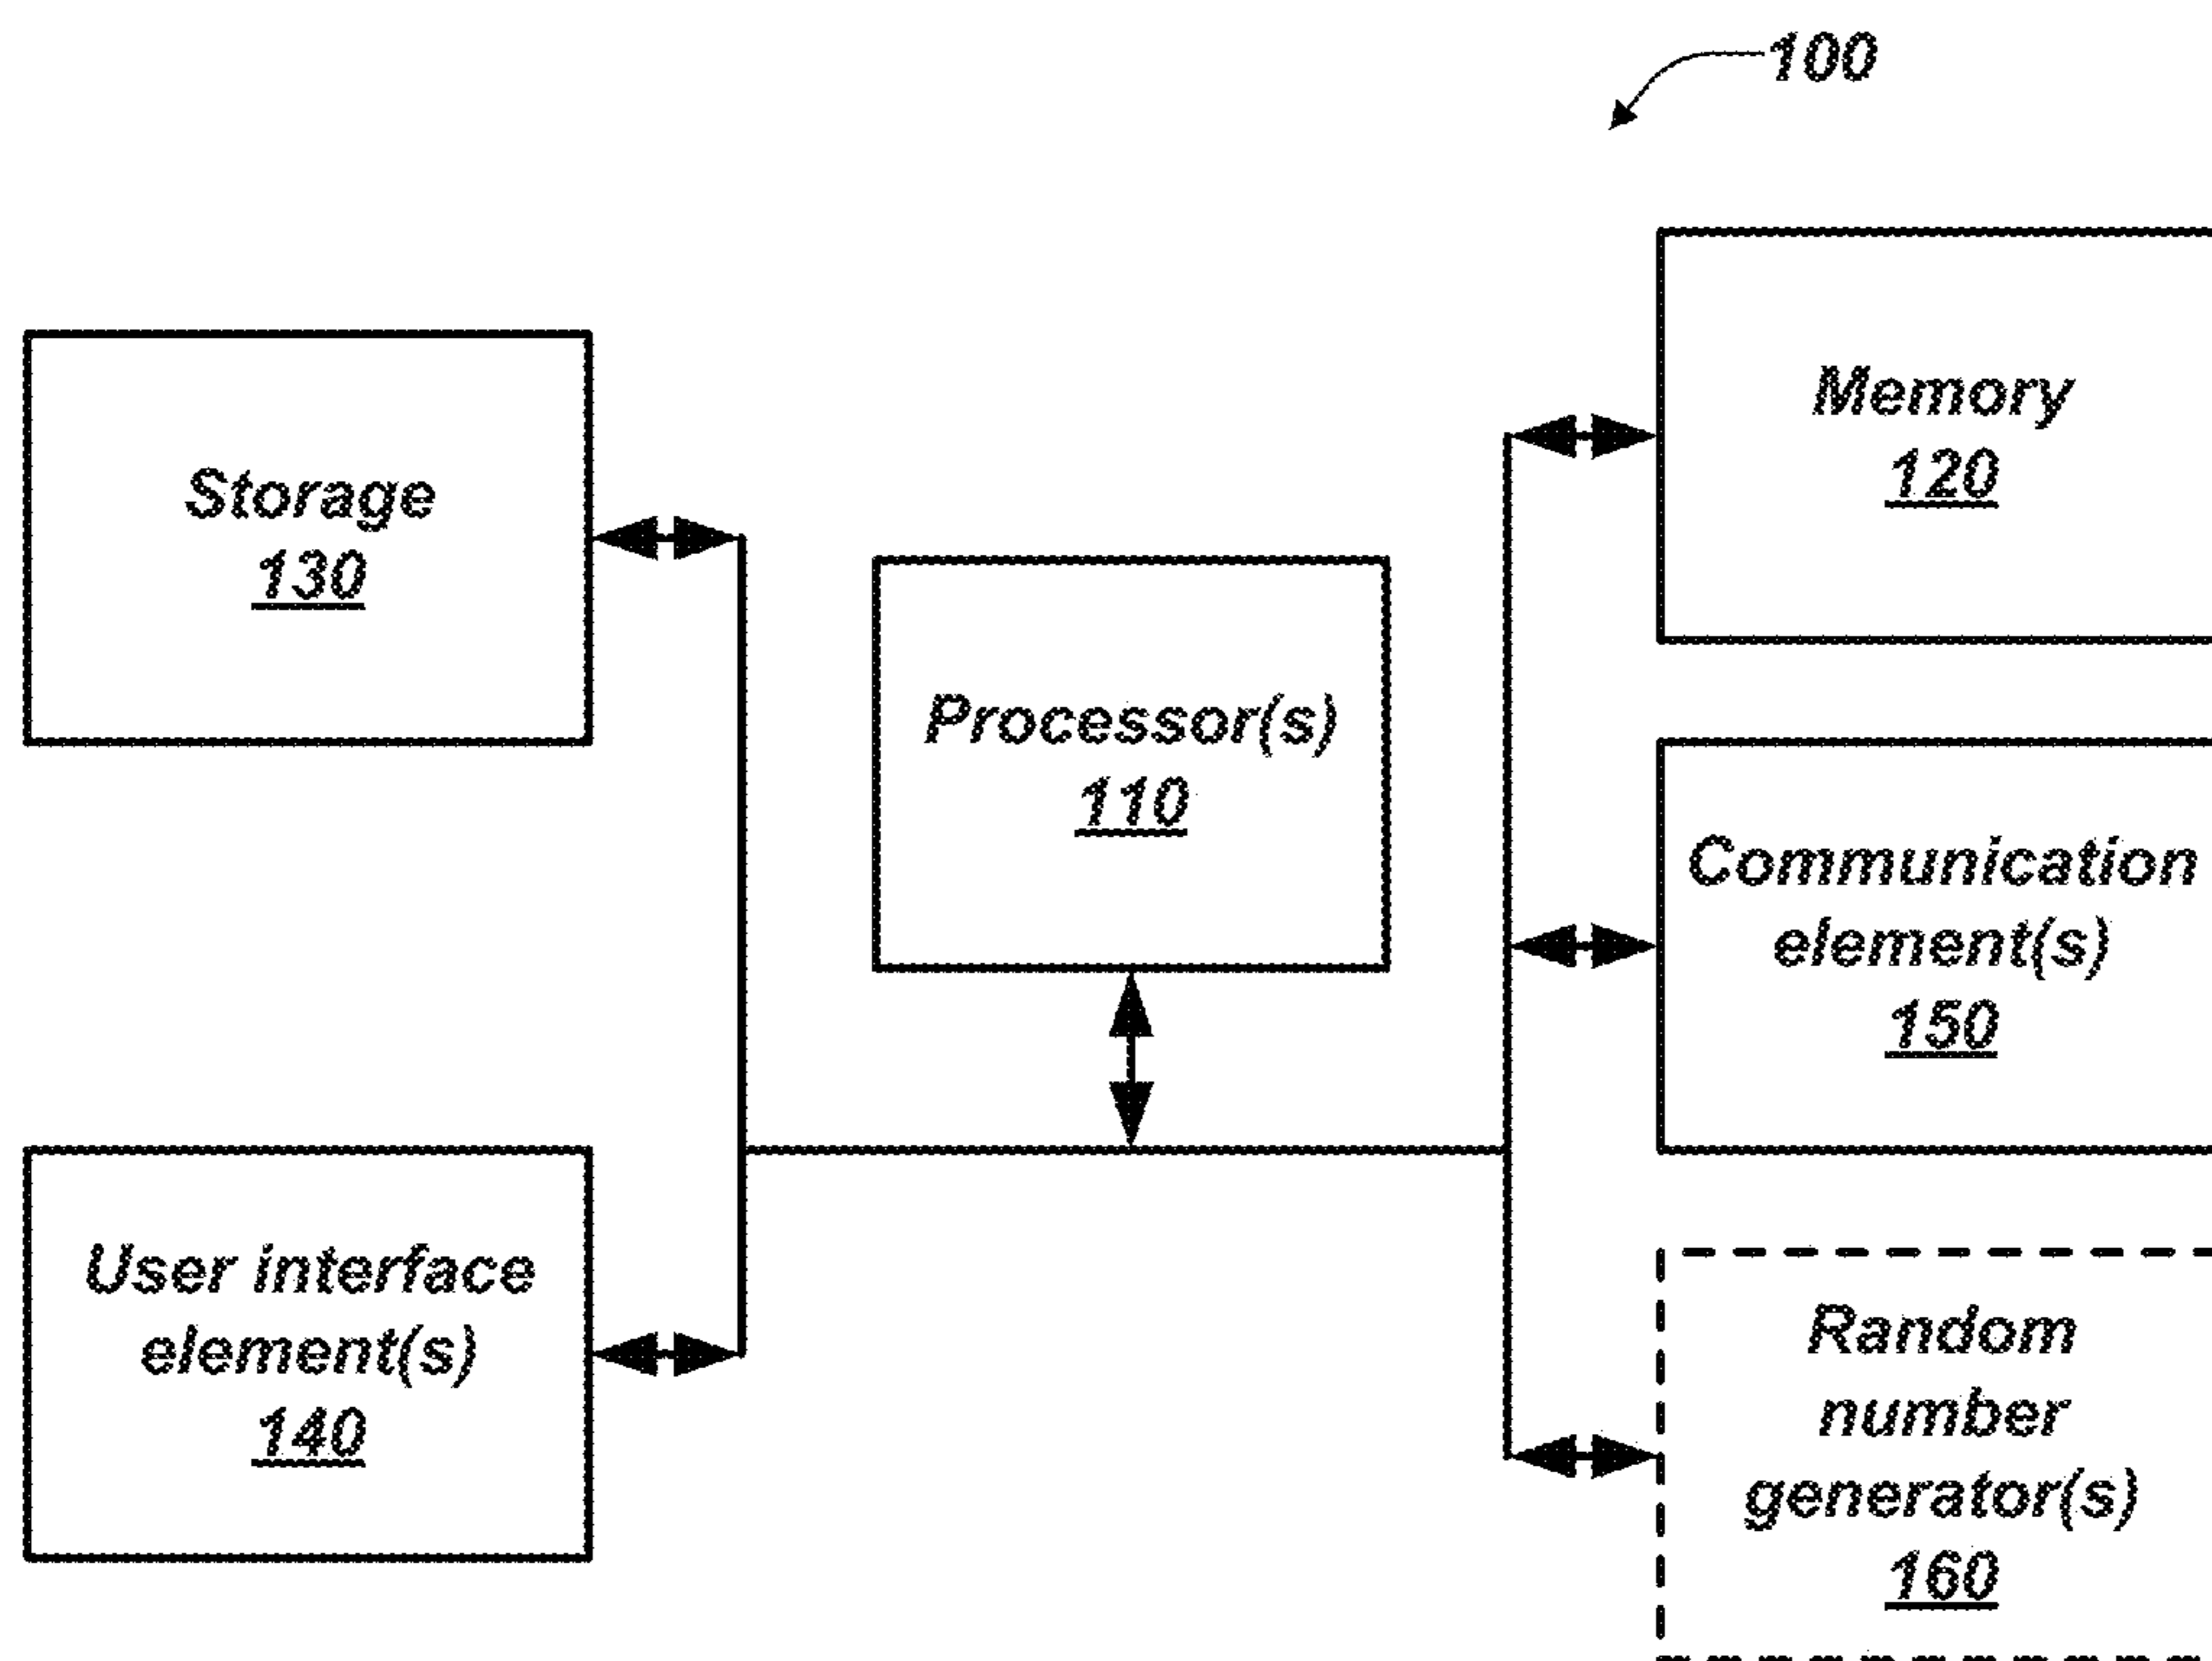 100
Memory
120
Storage
130
Processor(s)
110
Communication
element(s)
150
User interface
element(s)
140
Random
number
generator(s)
160